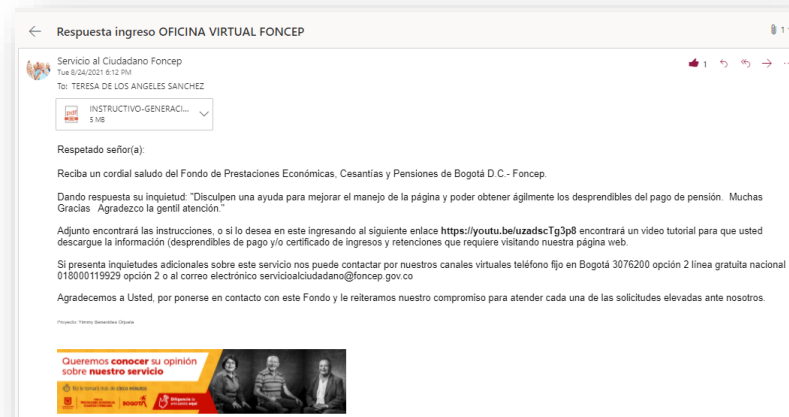 Respuesta ingreso OFICINA VIRTUAL FONCEP
Servicio al Ciudadano Foncep
Tue 8/24/2021 6:12 PM
To: TERESA DE LOS ANGELES SANCHEZ
1
INSTRUCTIVO-GENERACI...
5 MB
Respetado señor(a):
Reciba un cordial saludo del Fondo de Prestaciones Económicas, Cesantías y Pensiones de Bogotá D.C.- Foncep.
Dando respuesta su inquietud: "Disculpen una ayuda para mejorar el manejo de la página y poder obtener ágilmente los desprendibles del pago de pensión. Muchas
Gracias Agradezco la gentil atención."
Adjunto encontrará las instrucciones, o si lo desea en este ingresando al siguiente enlace https://youtu.be/uzadscTg3p8 encontrará un video tutorial para que usted
descargue la información (desprendibles de pago y/o certificado de ingresos y retenciones que requiere visitando nuestra página web.
Si presenta inquietudes adicionales sobre este servicio nos puede contactar por nuestros canales virtuales teléfono fijo en Bogotá 3076200 opción 2 línea gratuita nacional
018000119929 opción 2 o al correo electrónico servicioalciudadano@foncep.gov.co
Agradecemos a Usted, por ponerse en contacto con este Fondo y le reiteramos nuestro compromiso para atender cada una de las solicitudes elevadas ante nosotros.
Queremos conocer su opinión
sobre nuestro servicio
BOGOTÁ